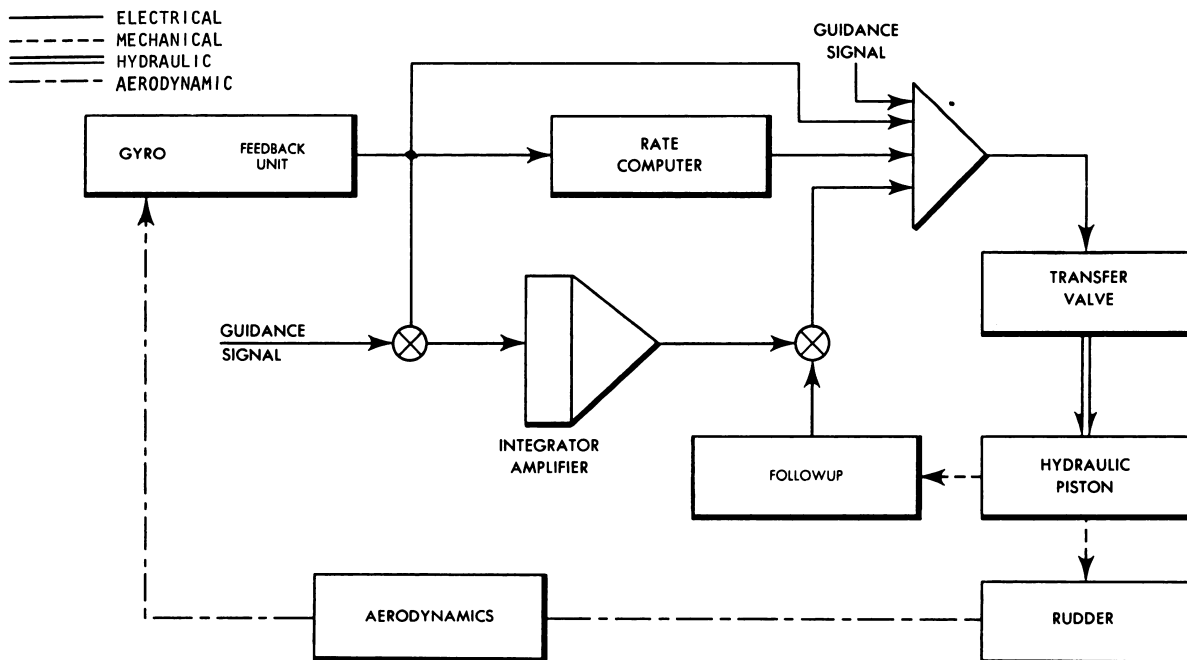 ELECTRICAL
MECHANICAL
HYDRAULIC
AERODYNAMIC
GUIDANCE
SIGNAL
GYRO
FEEDBACK
UNIT
RATE
COMPUTER
TRANSFER
VALVE
GUIDANCE
SIGNAL
INTEGRATOR
AMPLIFIER
FOLLOWUP
HYDRAULIC
PISTON
AERODYNAMICS
RUDDER